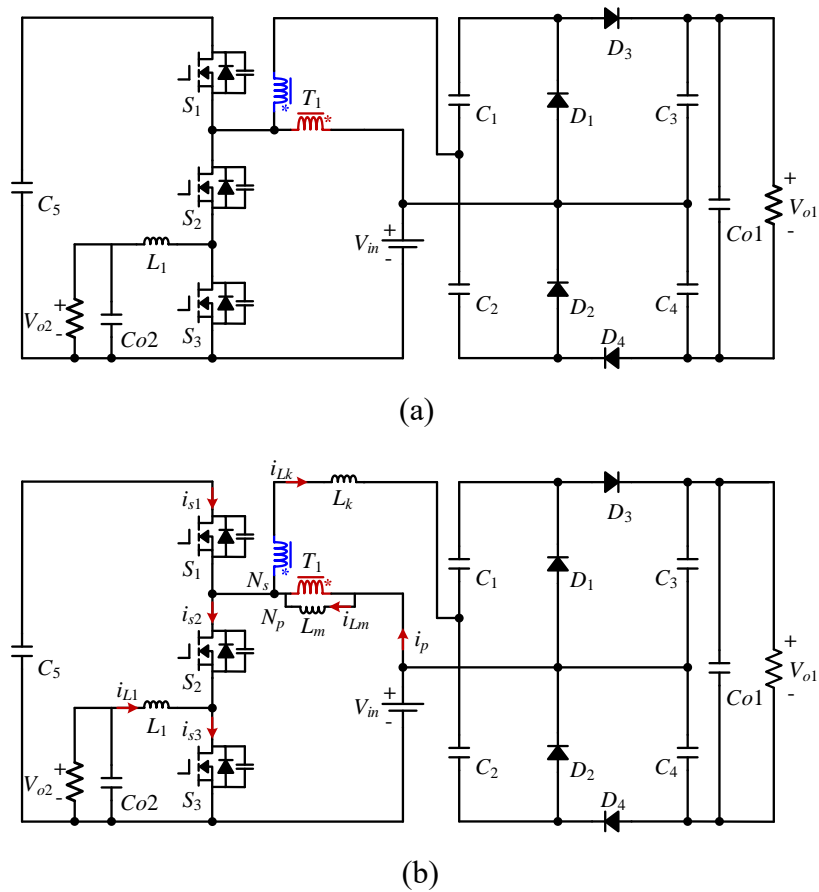 S1
T1
*
*
D3
C1
D1
C3
C5
S2
Vin
+
-
Co1
+
Vo1
-
L1
+
Vo2
-
Co2
S3
C2
D2
C4
D4
(a)
is1
iLk
Lk
D3
S1
Ns
T1
*
*
C1
D1
C3
Np
Lm
iLm
ip
is2
C5
S2
Vin
+
-
Co1
+
Vo1
-
iL1
L1
is3
+
Vo2
-
Co2
S3
C2
D2
C4
D4
(b)